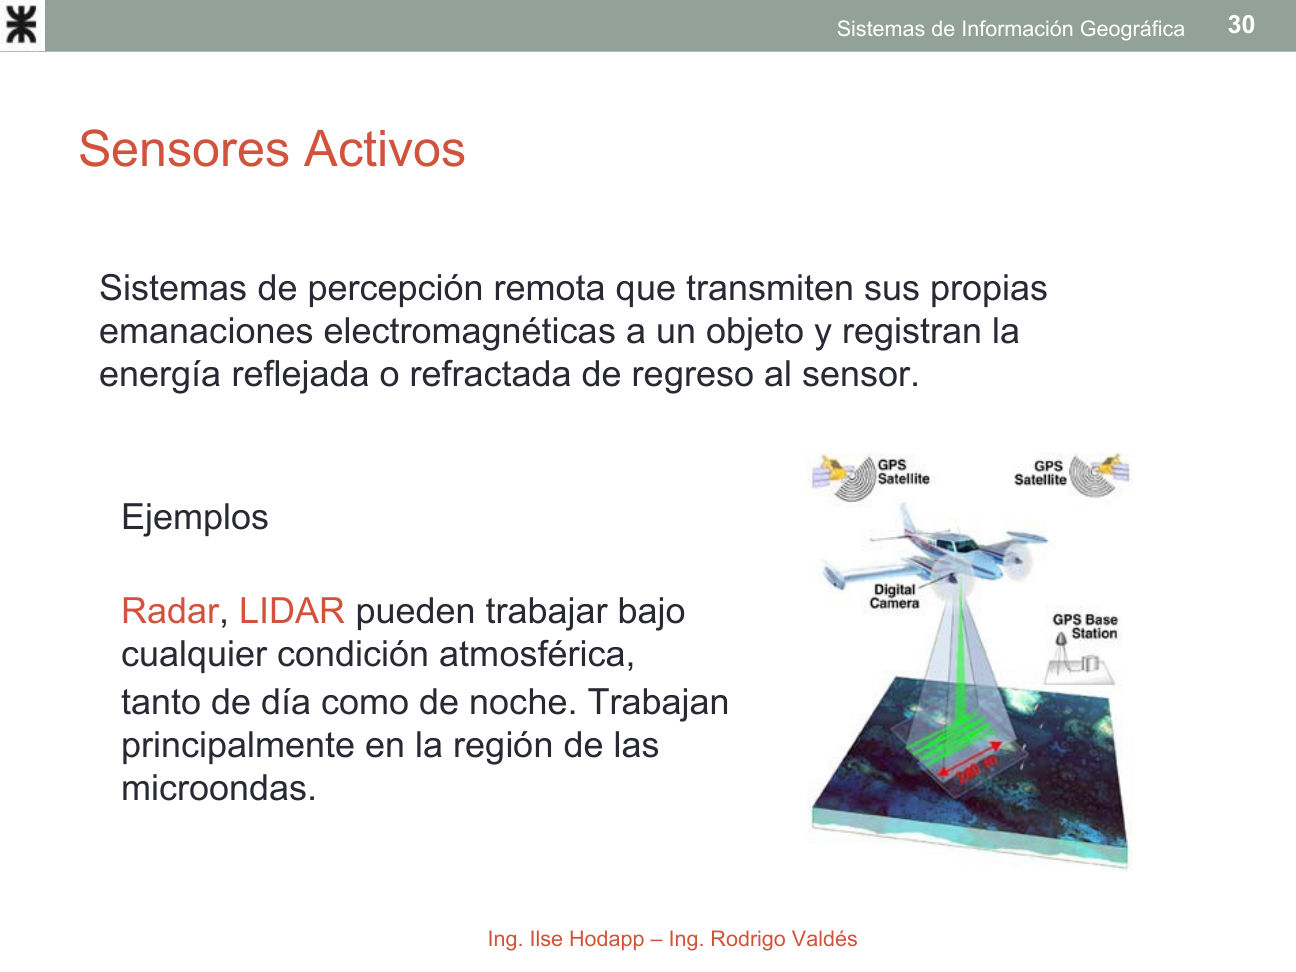 Sistemas de Información Geográfica 30
Sensores Activos
Sistemas de percepción remota que transmiten sus propias
emanaciones electromagnéticas a un objeto y registran la
energía reflejada o refractada de regreso al sensor.
Ejemplos
Radar, LIDAR pueden trabajar bajo
cualquier condición atmosférica,
tanto de día como de noche. Trabajan
principalmente en la región de las
microondas.
GPS
Satellite
GPS
Satellite
Digital
Camera
GPS Base
Station
Ing. Ilse Hodapp – Ing. Rodrigo Valdés